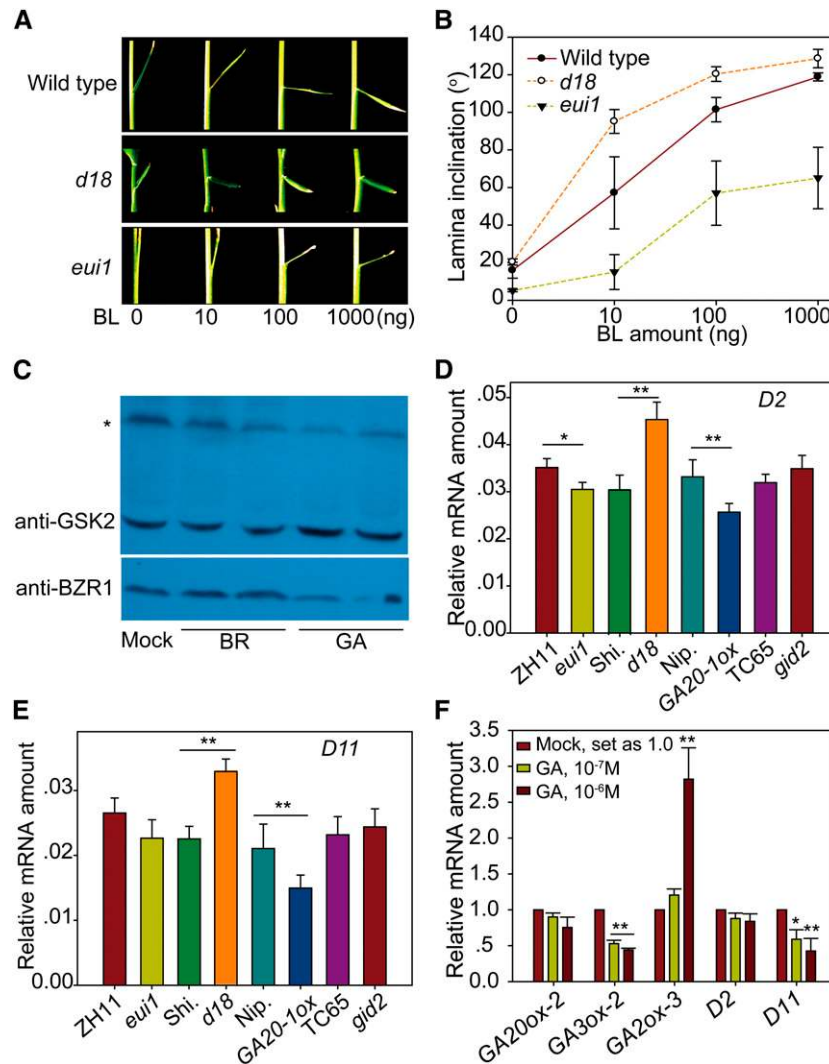 A
Wild type
d18
eui1
BL 0 10 100 1000 (ng)
B
Lamina inclination (o)
140
120
100
80
60
40
20
0
Wild type
d18
eui1
0 10 100 1000
BL amount (ng)
C
*
anti-GSK2
anti-BZR1
Mock BR GA
D
Relative mRNA amount
.05
.04
.03
.02
.01
.00
D2
* ** **
ZH11 eui1 Shi. d18 Nip. GA20-1ox TC65 gid2
E
Relative mRNA amount
0.03
0.02
0.01
0.00
D11
** **
ZH11 eui1 Shi. d18 Nip. GA20-1ox TC65 gid2
F
Relative mRNA amount
3.5
3.0
2.5
2.0
1.5
1.0
.5
0.0
Mock, set as 1.0
GA, 10-7M
GA, 10-6M
**
**
* **
GA20ox-2 GA3ox-2 GA2ox-3 D2 D11